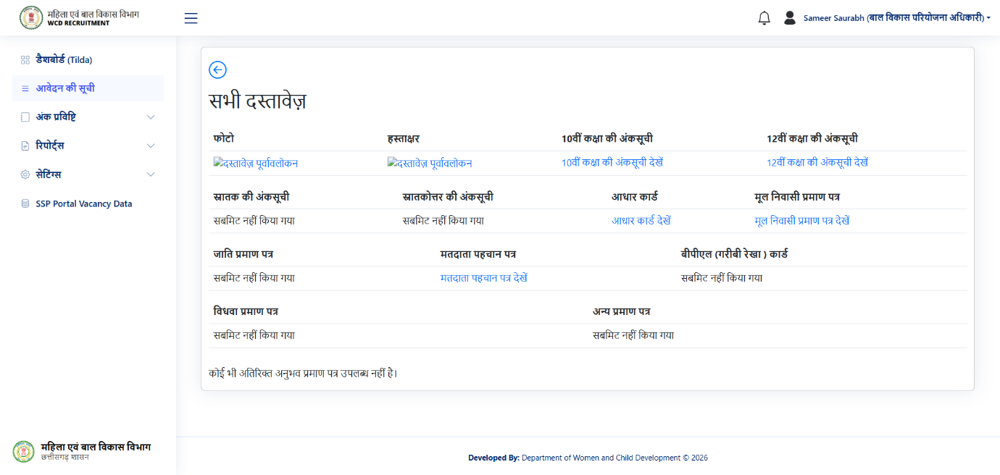 महिला एवं बाल विकास विभाग
WCD RECRUITMENT
Sameer Saurabh (बाल विकास परियोजना अधिकारी)
डैशबोर्ड (Tilda)
आवेदन की सूची
अंक प्रविष्टि
रिपोर्ट्स
सेटिंग्स
SSP Portal Vacancy Data
सभी दस्तावेज़
फोटो हस्ताक्षर 10वीं कक्षा की अंकसूची 12वीं कक्षा की अंकसूची
दस्तावेज़ पूर्वावलोकन दस्तावेज़ पूर्वावलोकन 10वीं कक्षा की अंकसूची देखें 12वीं कक्षा की अंकसूची देखें
स्नातक की अंकसूची स्नातकोत्तर की अंकसूची आधार कार्ड मूल निवासी प्रमाण पत्र
सबमिट नहीं किया गया सबमिट नहीं किया गया आधार कार्ड देखें मूल निवासी प्रमाण पत्र देखें
जाति प्रमाण पत्र मतदाता पहचान पत्र बीपीएल (गरीबी रेखा ) कार्ड
सबमिट नहीं किया गया मतदाता पहचान पत्र देखें सबमिट नहीं किया गया
विधवा प्रमाण पत्र अन्य प्रमाण पत्र
सबमिट नहीं किया गया सबमिट नहीं किया गया
कोई भी अतिरिक्त अनुभव प्रमाण पत्र उपलब्ध नहीं है।
महिला एवं बाल विकास विभाग
छत्तीसगढ़ शासन
Developed By: Department of Women and Child Development © 2026